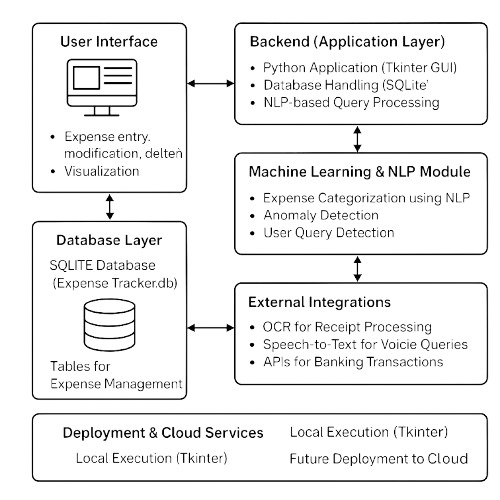 User Interface
• Expense entry.
modification, delteń
• Visualization
Backend (Application Layer)
• Python Application (Tkinter GUI)
• Database Handling (SQLite'
• NLP-based Query Processing
Machine Learning & NLP Module
• Expense Categorization using NLP
• Anomaly Detection
• User Query Detection
Database Layer
SQLITE Database
(Expense Tracker.db)
Tables for
Expense Management
External Integrations
• OCR for Receipt Processing
• Speech-to-Text for Voicie Queries
• APIs for Banking Transactions
Deployment & Cloud Services
Local Execution (Tkinter)
Local Execution (Tkinter)
Future Deployment to Cloud